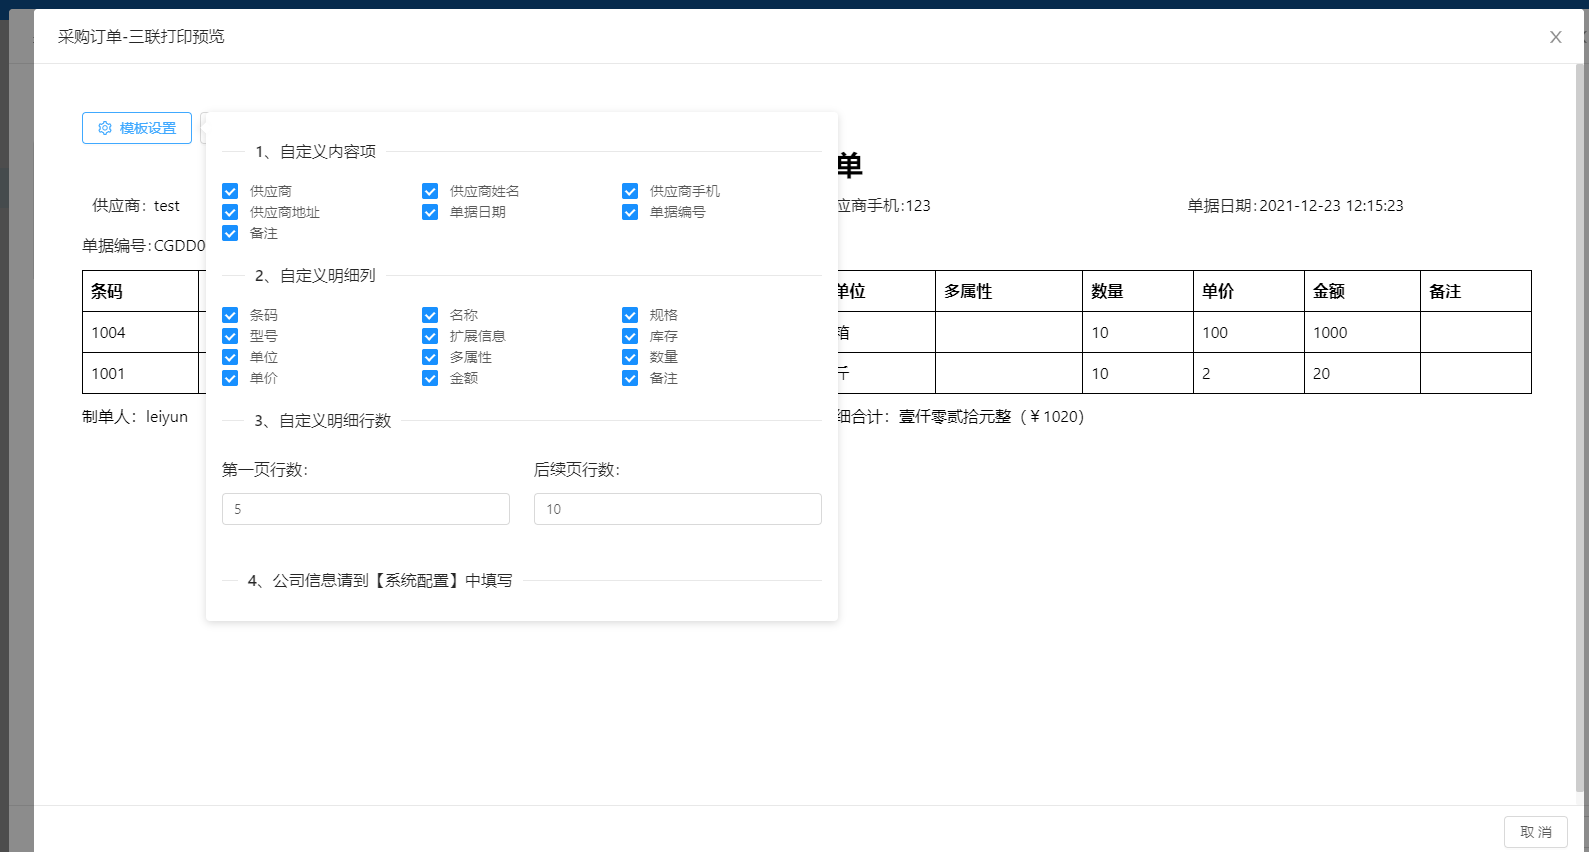 采购订单-三联打印预览
模板设置
单
供应商：test
应商手机:123
单据日期:2021-12-23 12:15:23
单据编号:CGDD0
条码 单位 多属性 数量 单价 金额 备注
1004 箱 10 100 1000
1001 斤 10 2 20
制单人：leiyun
细合计：壹仟零贰拾元整（￥1020）
1、自定义内容项
供应商 供应商姓名 供应商手机
供应商地址 单据日期 单据编号
备注
2、自定义明细列
条码 名称 规格
型号 扩展信息 库存
单位 多属性 数量
单价 金额 备注
3、自定义明细行数
第一页行数： 后续页行数：
5 10
4、公司信息请到【系统配置】中填写
取 消